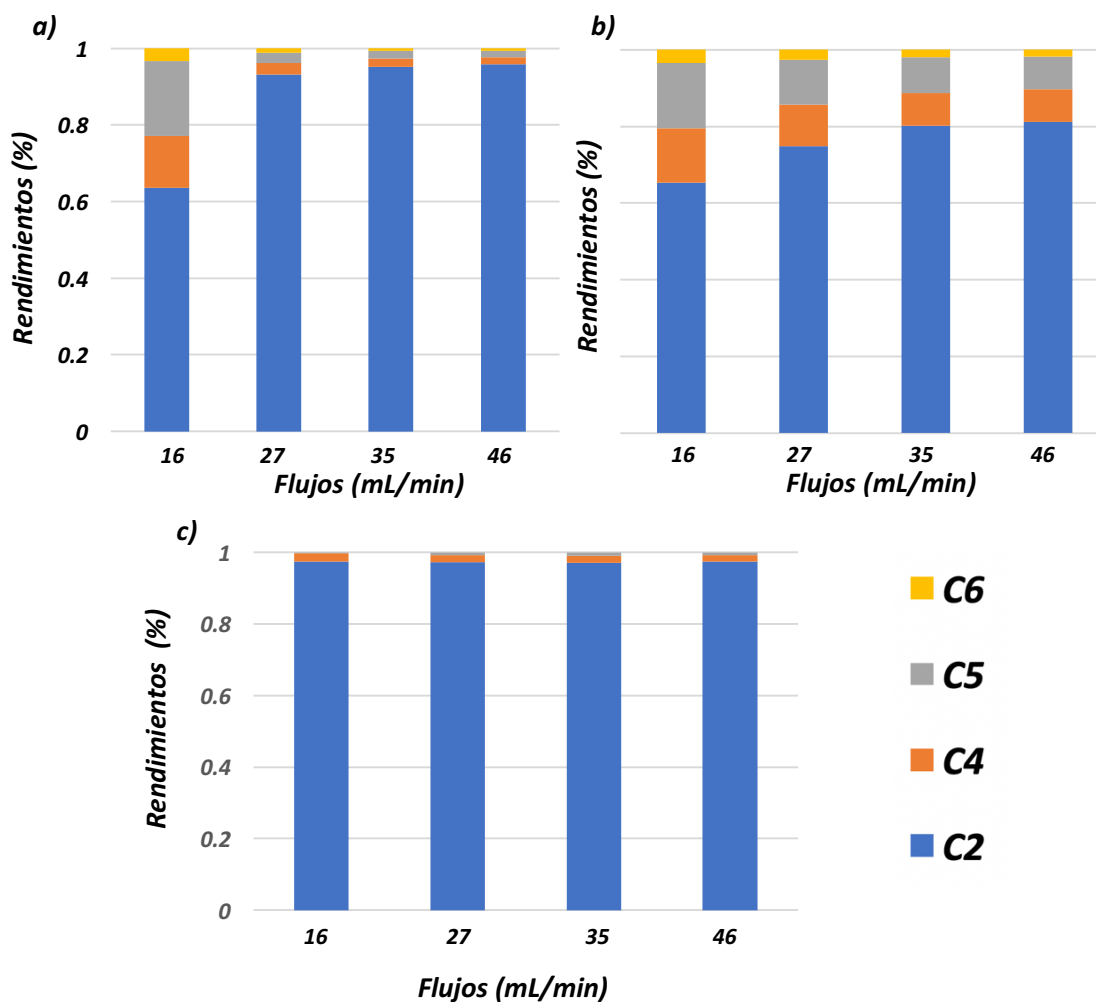 a)
Rendimientos (%)
1
0.8
0.6
0.4
0.2
0
16 27 35 46
Flujos (mL/min)
b)
Rendimientos (%)
16 27 35 46
Flujos (mL/min)
c)
Rendimientos (%)
1
0.8
0.6
0.4
0.2
0
16 27 35 46
Flujos (mL/min)
C6
C5
C4
C2